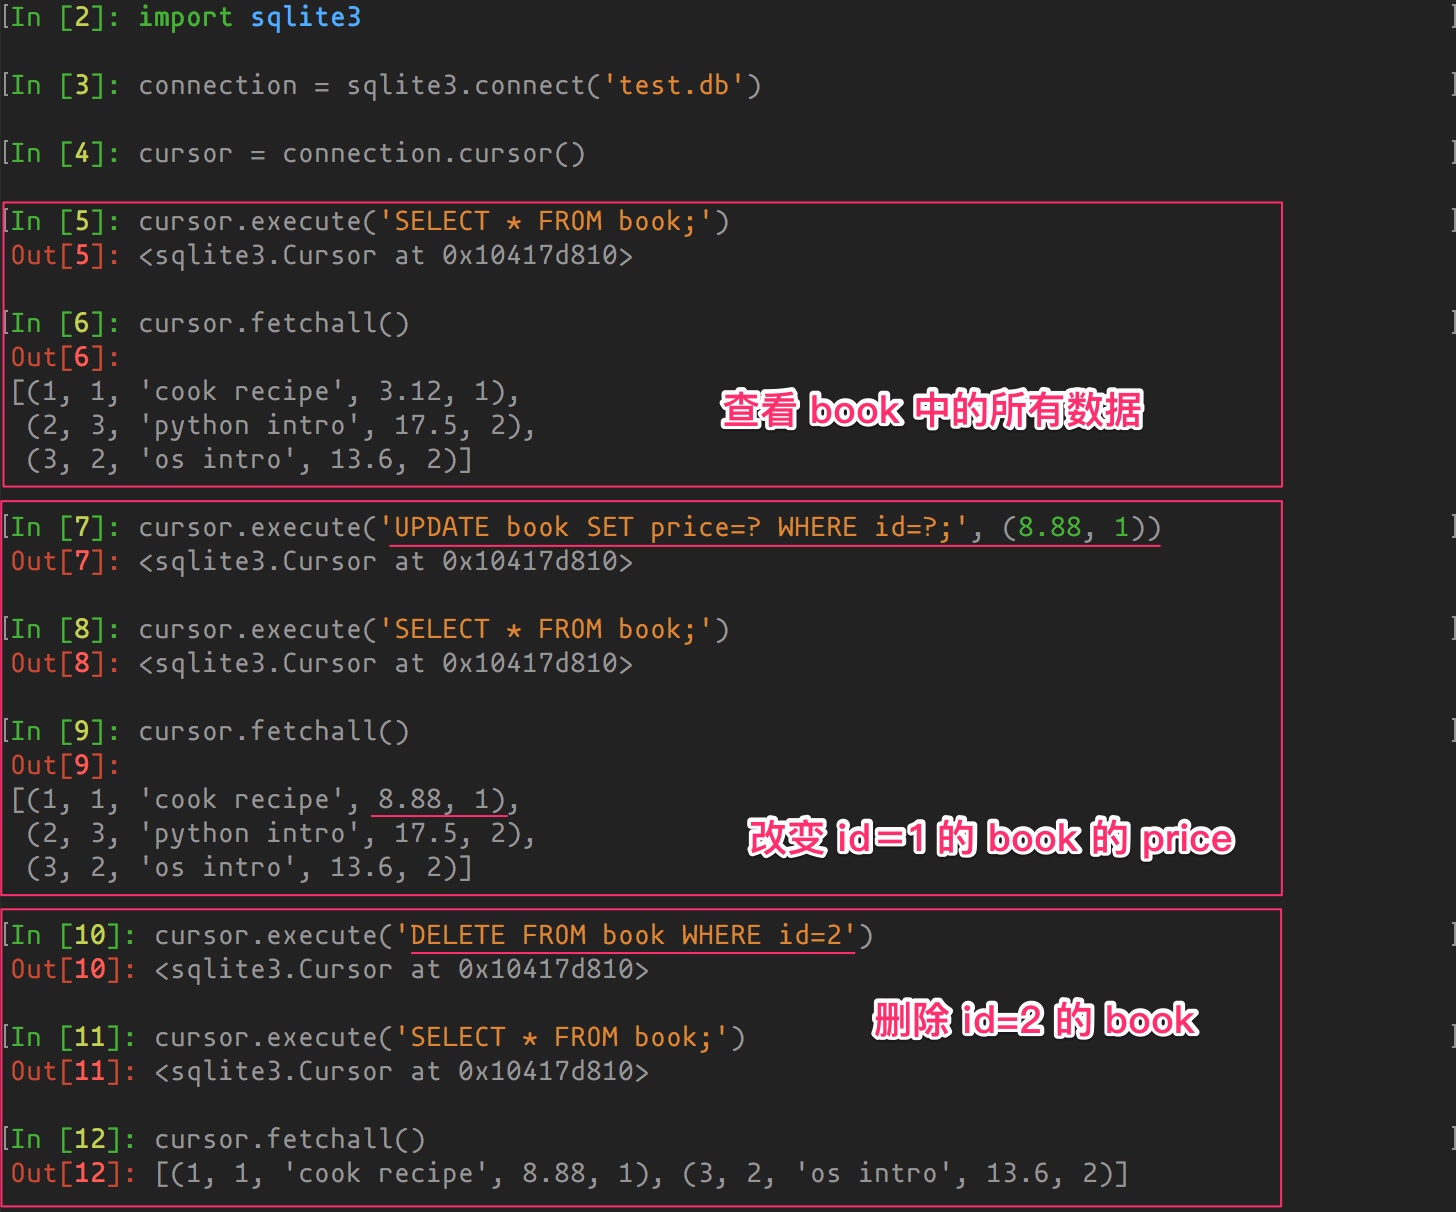 In [2]: import sqlite3
In [3]: connection = sqlite3.connect('test.db')
In [4]: cursor = connection.cursor()
In [5]: cursor.execute('SELECT * FROM book;')
Out[5]: <sqlite3.Cursor at 0x10417d810>
In [6]: cursor.fetchall()
Out[6]:
[(1, 1, 'cook recipe', 3.12, 1),
(2, 3, 'python intro', 17.5, 2),
(3, 2, 'os intro', 13.6, 2)]
查看 book 中的所有数据
In [7]: cursor.execute('UPDATE book SET price=? WHERE id=?;', (8.88, 1))
Out[7]: <sqlite3.Cursor at 0x10417d810>
In [8]: cursor.execute('SELECT * FROM book;')
Out[8]: <sqlite3.Cursor at 0x10417d810>
In [9]: cursor.fetchall()
Out[9]:
[(1, 1, 'cook recipe', 8.88, 1),
(2, 3, 'python intro', 17.5, 2),
(3, 2, 'os intro', 13.6, 2)]
改变 id=1 的 book 的 price
In [10]: cursor.execute('DELETE FROM book WHERE id=2')
Out[10]: <sqlite3.Cursor at 0x10417d810>
删除 id=2 的 book
In [11]: cursor.execute('SELECT * FROM book;')
Out[11]: <sqlite3.Cursor at 0x10417d810>
In [12]: cursor.fetchall()
Out[12]: [(1, 1, 'cook recipe', 8.88, 1), (3, 2, 'os intro', 13.6, 2)]